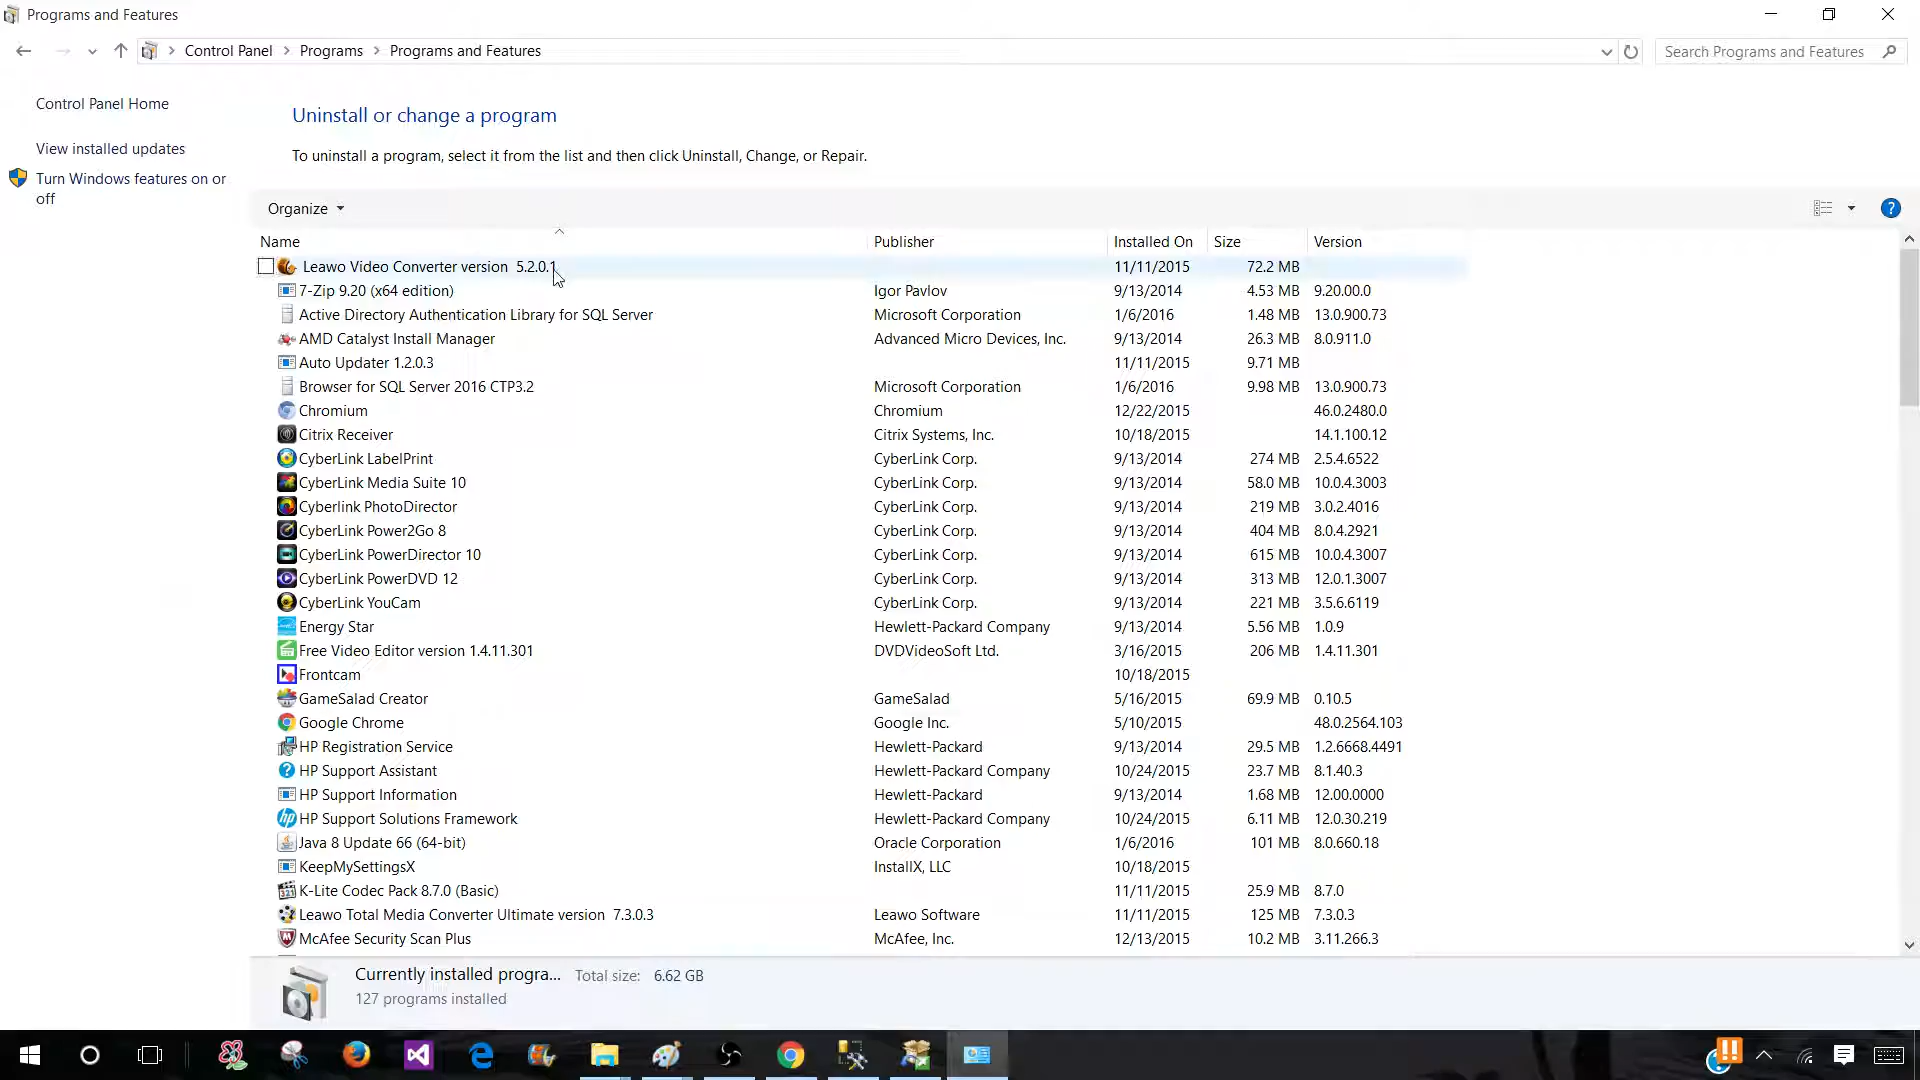 Programs and Features
Control Panel > Programs > Programs and Features
Search Programs and Features
Control Panel Home
View installed updates
Turn Windows features on or
off
Uninstall or change a program
To uninstall a program, select it from the list and then click Uninstall, Change, or Repair.
Organize
Name Publisher Installed On Size Version
Leawo Video Converter version 5.2.0.1 11/11/2015 72.2 MB
7-Zip 9.20 (x64 edition) Igor Pavlov 9/13/2014 4.53 MB 9.20.00.0
Active Directory Authentication Library for SQL Server Microsoft Corporation 1/6/2016 1.48 MB 13.0.900.73
AMD Catalyst Install Manager Advanced Micro Devices, Inc. 9/13/2014 26.3 MB 8.0.911.0
Auto Updater 1.2.0.3 11/11/2015 9.71 MB
Browser for SQL Server 2016 CTP3.2 Microsoft Corporation 1/6/2016 9.98 MB 13.0.900.73
Chromium Chromium 12/22/2015 46.0.2480.0
Citrix Receiver Citrix Systems, Inc. 10/18/2015 14.1.100.12
CyberLink LabelPrint CyberLink Corp. 9/13/2014 274 MB 2.5.4.6522
CyberLink Media Suite 10 CyberLink Corp. 9/13/2014 58.0 MB 10.0.4.3003
Cyberlink PhotoDirector CyberLink Corp. 9/13/2014 219 MB 3.0.2.4016
CyberLink Power2Go 8 CyberLink Corp. 9/13/2014 404 MB 8.0.4.2921
CyberLink PowerDirector 10 CyberLink Corp. 9/13/2014 615 MB 10.0.4.3007
CyberLink PowerDVD 12 CyberLink Corp. 9/13/2014 313 MB 12.0.1.3007
CyberLink YouCam CyberLink Corp. 9/13/2014 221 MB 3.5.6.6119
Energy Star Hewlett-Packard Company 9/13/2014 5.56 MB 1.0.9
Free Video Editor version 1.4.11.301 DVDVideoSoft Ltd. 3/16/2015 206 MB 1.4.11.301
Frontcam 10/18/2015
GameSalad Creator GameSalad 5/16/2015 69.9 MB 0.10.5
Google Chrome Google Inc. 5/10/2015 48.0.2564.103
HP Registration Service Hewlett-Packard 9/13/2014 29.5 MB 1.2.6668.4491
HP Support Assistant Hewlett-Packard Company 10/24/2015 23.7 MB 8.1.40.3
HP Support Information Hewlett-Packard 9/13/2014 1.68 MB 12.00.0000
HP Support Solutions Framework Hewlett-Packard Company 10/24/2015 6.11 MB 12.0.30.219
Java 8 Update 66 (64-bit) Oracle Corporation 1/6/2016 101 MB 8.0.660.18
KeepMySettingsX InstallX, LLC 10/18/2015
K-Lite Codec Pack 8.7.0 (Basic) 11/11/2015 25.9 MB 8.7.0
Leawo Total Media Converter Ultimate version 7.3.0.3 Leawo Software 11/11/2015 125 MB 7.3.0.3
McAfee Security Scan Plus McAfee, Inc. 12/13/2015 10.2 MB 3.11.266.3
Currently installed progra... Total size: 6.62 GB
127 programs installed